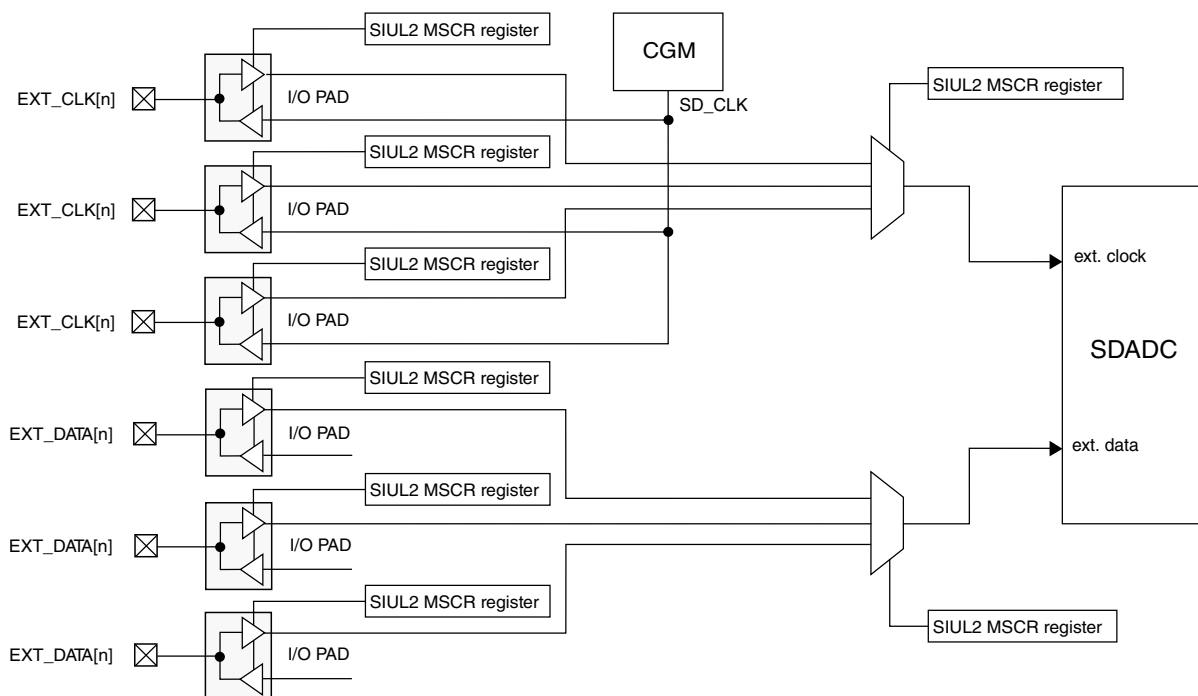 SIUL2 MSCR register
CGM
EXT_CLK[n]
I/O PAD
SD_CLK
SIUL2 MSCR register
SIUL2 MSCR register
EXT_CLK[n]
I/O PAD
SIUL2 MSCR register
ext. clock
EXT_CLK[n]
I/O PAD
SDADC
SIUL2 MSCR register
EXT_DATA[n]
I/O PAD
ext. data
SIUL2 MSCR register
EXT_DATA[n]
I/O PAD
SIUL2 MSCR register
SIUL2 MSCR register
EXT_DATA[n]
I/O PAD